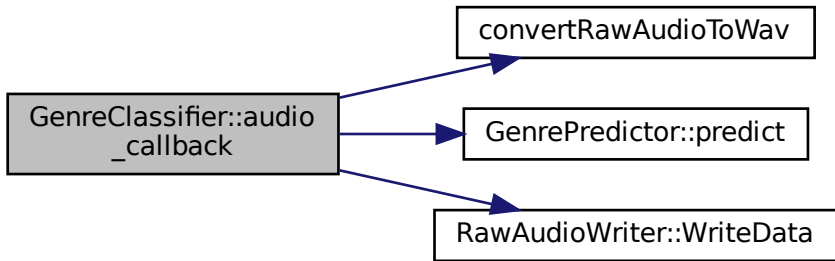 GenreClassifier::audio
_callback
convertRawAudioToWav
GenrePredictor::predict
RawAudioWriter::WriteData